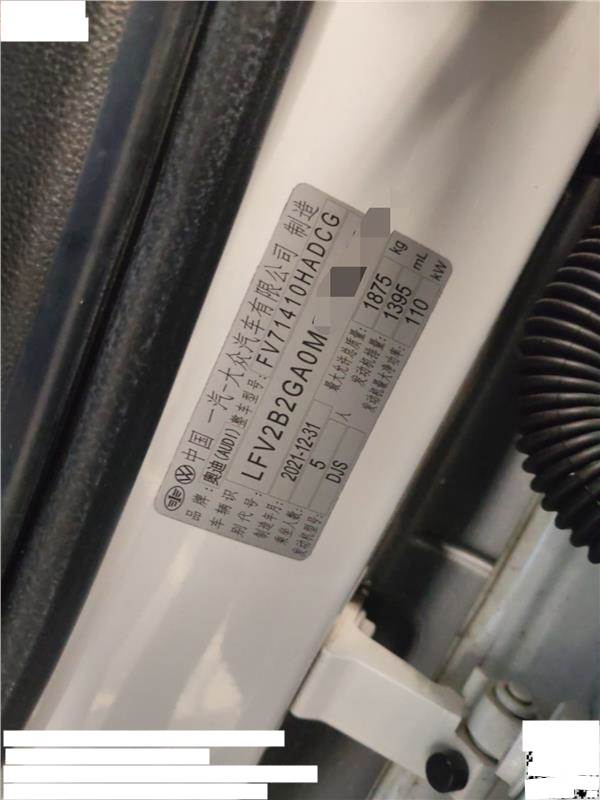 中国 一汽-大众汽车有限公司 制造
品牌:奥迪(AUDI) 整车型号: FV71410HADCG
车辆识别代号: LFV2B2GA0M
制造年月: 2021-12-31 最大允许总质量: 1875 kg
乘坐人数: 5 人 发动机排量: 1395 mL
发动机型号: DJS 发动机最大净功率: 110 kW